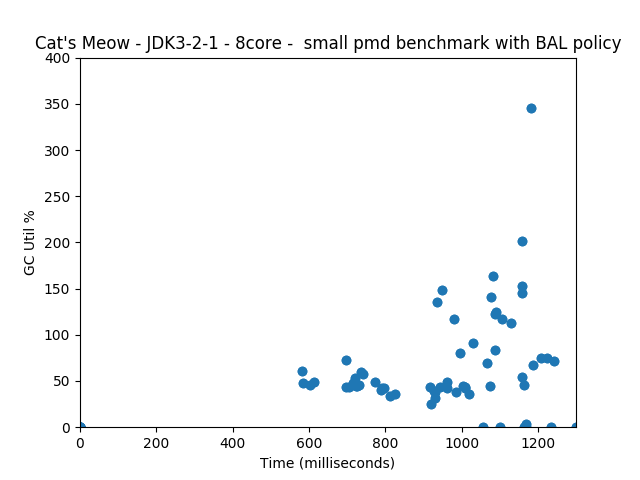 Cat's Meow - JDK3-2-1 - 8core -  small pmd benchmark with BAL policy
400
350
300
250
200
150
100
50
0
GC Util %
0 200 400 600 800 1000 1200
Time (milliseconds)